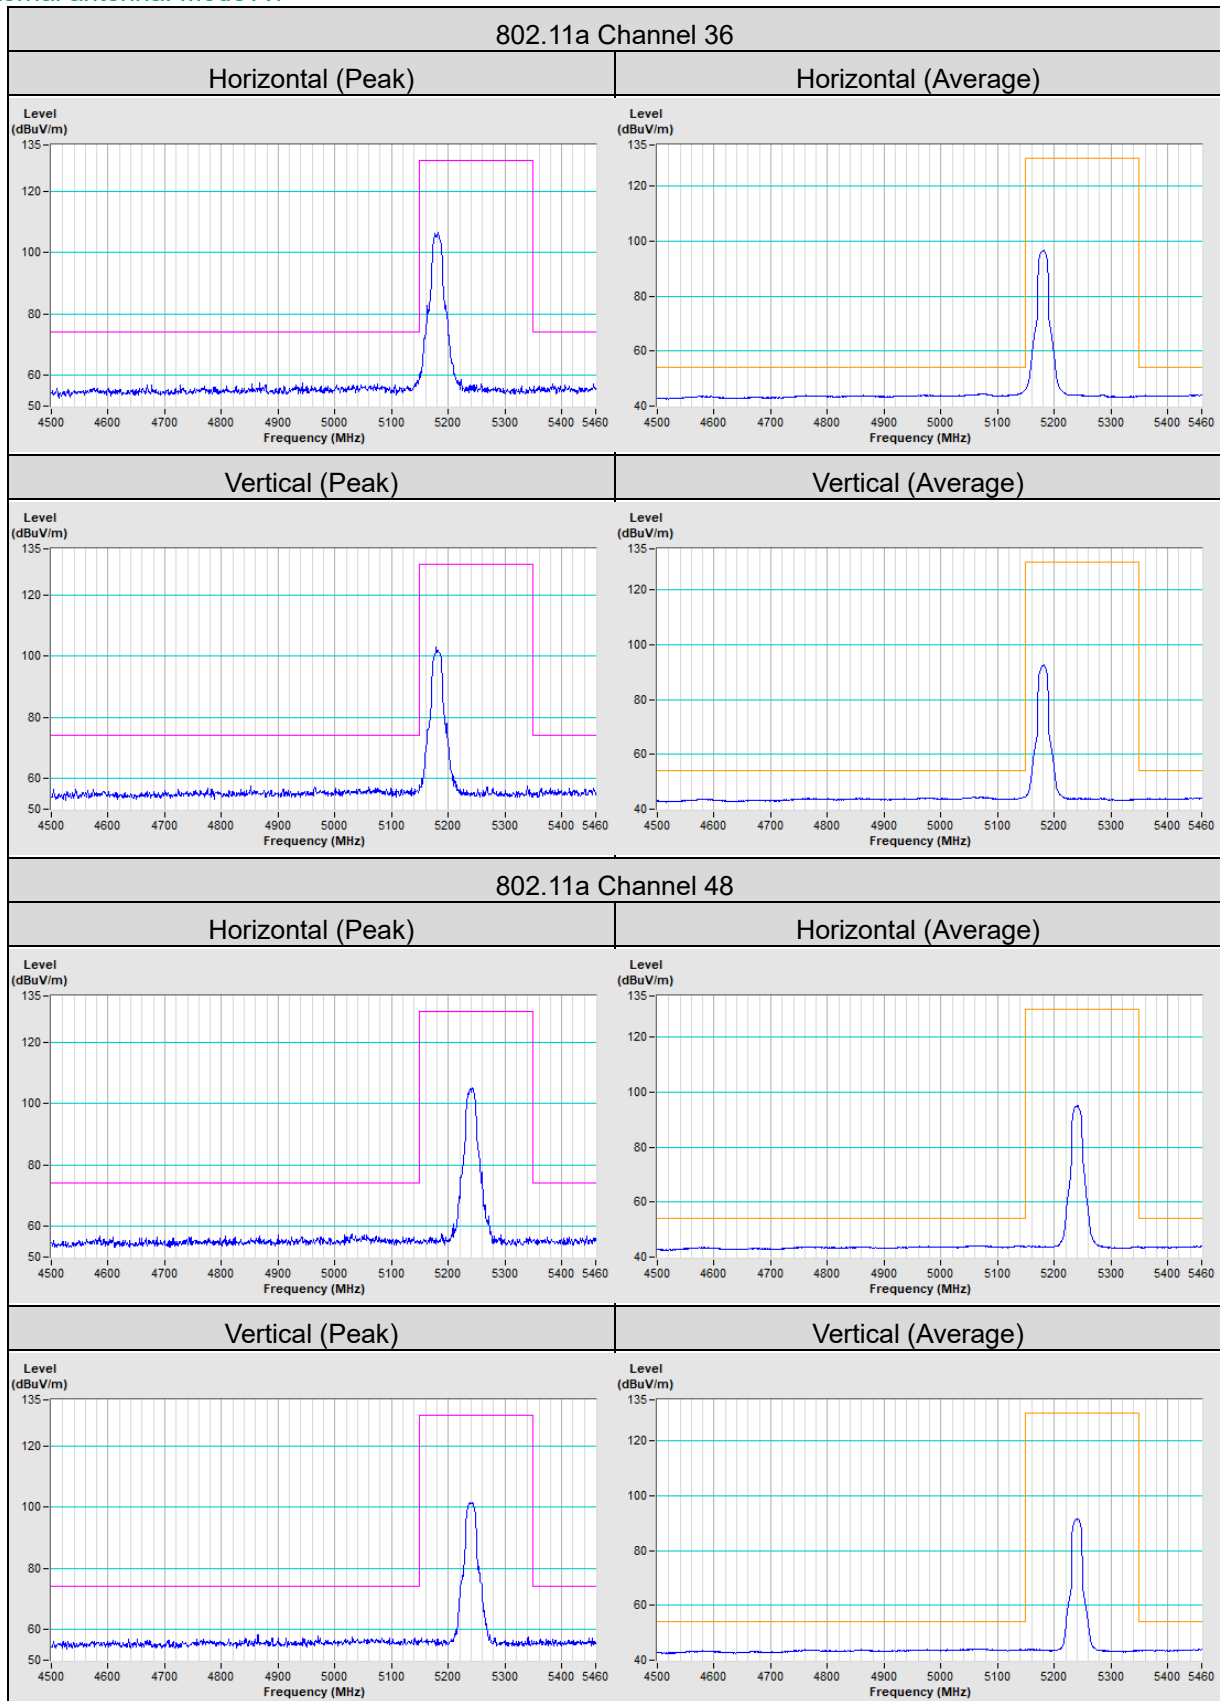 802.11a Channel 36
Horizontal (Peak) Horizontal (Average)
Level Level
(dBuV/m) (dBuV/m)
135 135
120 120
100 100
80 80
60 60
50 40
4500 4600 4700 4800 4900 5000 5100 5200 5300 5400 5460 4500 4600 4700 4800 4900 5000 5100 5200 5300 5400 5460
Frequency (MHz) Frequency (MHz)
Vertical (Peak) Vertical (Average)
Level Level
(dBuV/m) (dBuV/m)
135 135
120 120
100 100
80 80
60 60
50 40
4500 4600 4700 4800 4900 5000 5100 5200 5300 5400 5460 4500 4600 4700 4800 4900 5000 5100 5200 5300 5400 5460
Frequency (MHz) Frequency (MHz)
802.11a Channel 48
Horizontal (Peak) Horizontal (Average)
Level Level
(dBuV/m) (dBuV/m)
135 135
120 120
100 100
80 80
60 60
50 40
4500 4600 4700 4800 4900 5000 5100 5200 5300 5400 5460 4500 4600 4700 4800 4900 5000 5100 5200 5300 5400 5460
Frequency (MHz) Frequency (MHz)
Vertical (Peak) Vertical (Average)
Level Level
(dBuV/m) (dBuV/m)
135 135
120 120
100 100
80 80
60 60
50 40
4500 4600 4700 4800 4900 5000 5100 5200 5300 5400 5460 4500 4600 4700 4800 4900 5000 5100 5200 5300 5400 5460
Frequency (MHz) Frequency (MHz)